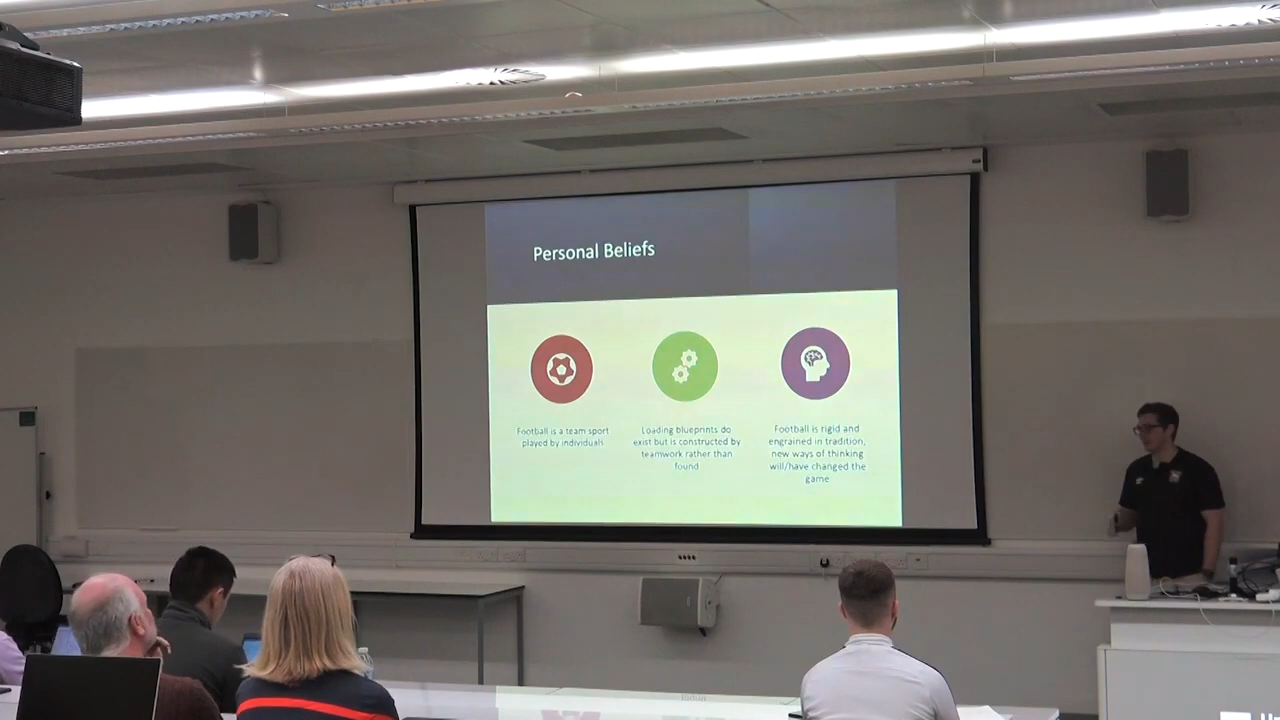 Personal Beliefs
Football is a team sport
played by individuals
Loading blueprints do
exist but is constructed by
teamwork rather than
found
Football is rigid and
engrained in tradition,
new ways of thinking
will/have changed the
game